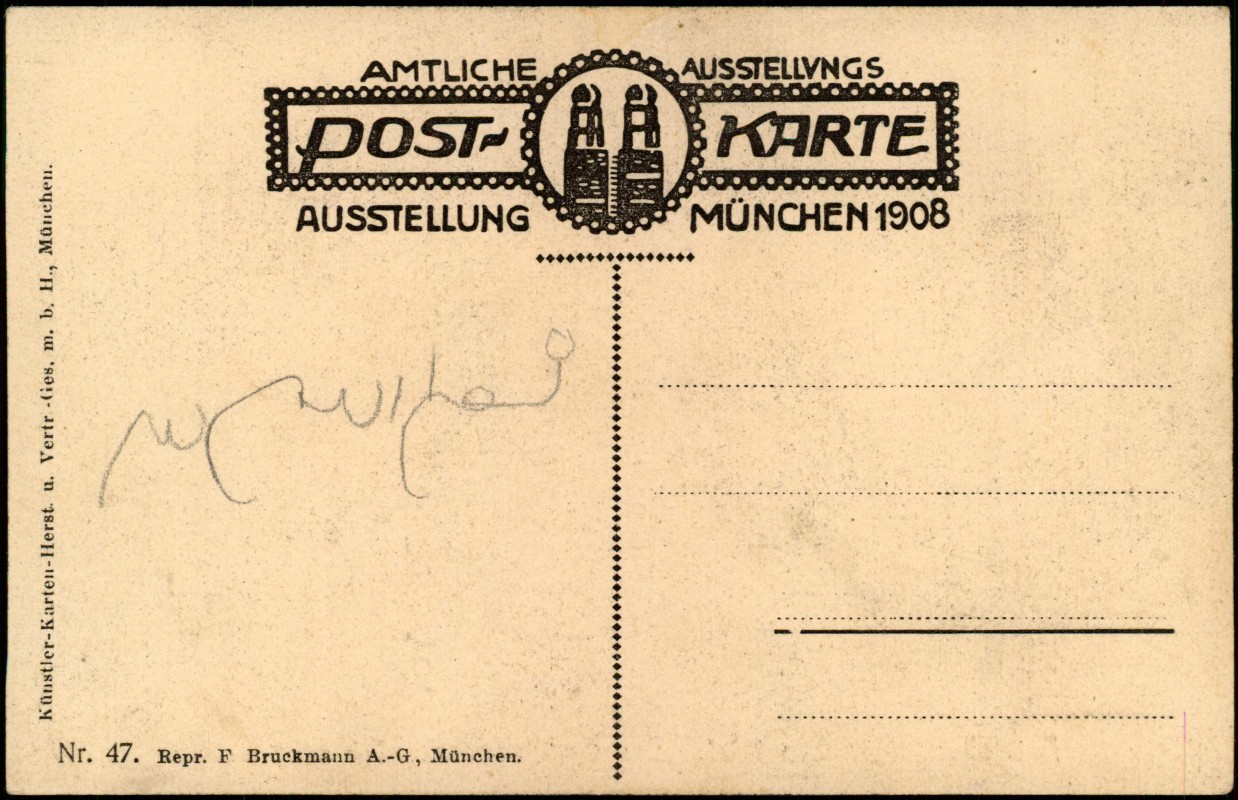 AMTLICHE AUSSTELLVNGS
POST- KARTE
AUSSTELLUNG MÜNCHEN 1908
Künstler-Karten-Herst. u. Vertr.-Ges. m. b. H., München.
Nr. 47. Repr. F Bruckmann A.-G., München.